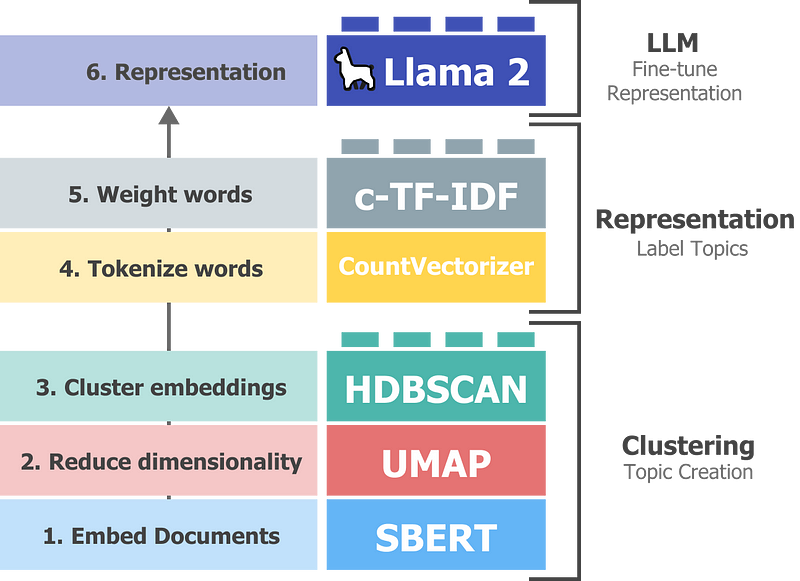 6. Representation
Llama 2
LLM
Fine-tune
Representation
5. Weight words
c-TF-IDF
4. Tokenize words
CountVectorizer
Representation
Label Topics
3. Cluster embeddings
HDBSCAN
2. Reduce dimensionality
UMAP
1. Embed Documents
SBERT
Clustering
Topic Creation